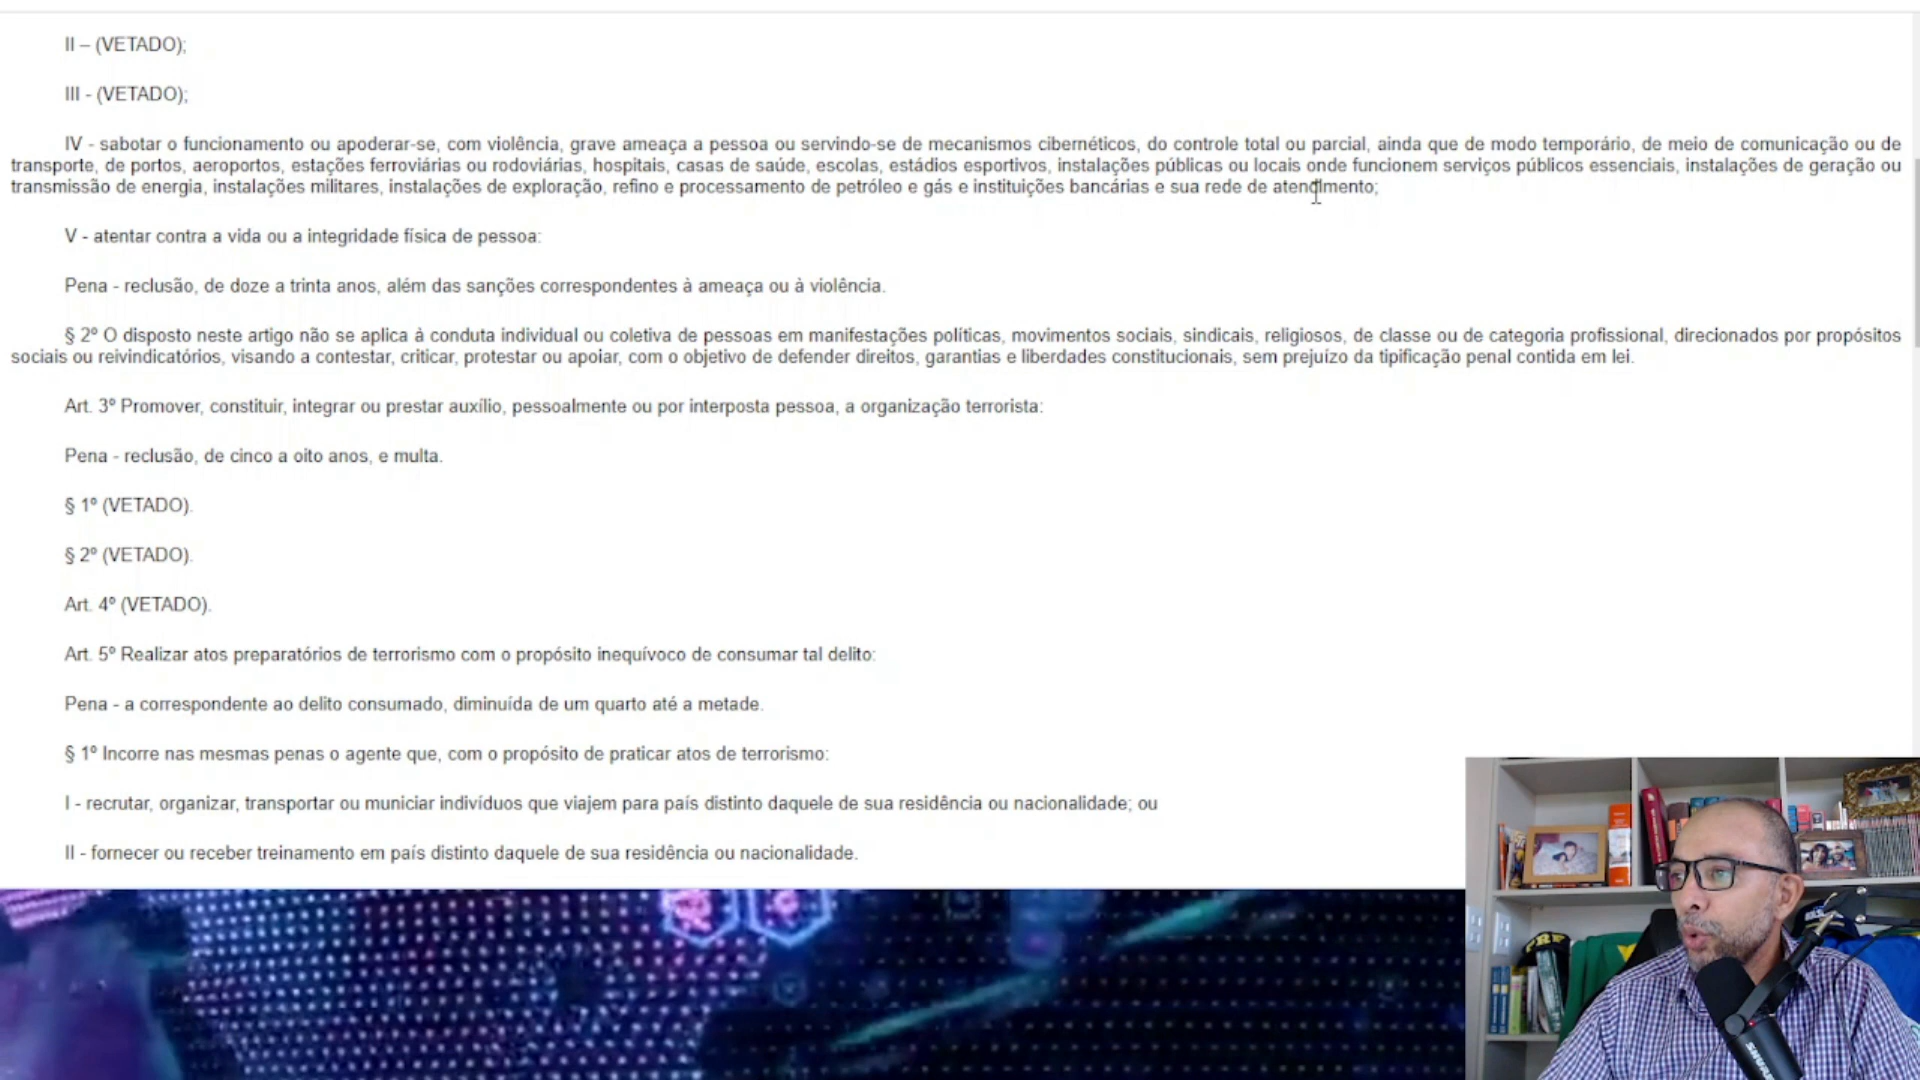 II – (VETADO);
III - (VETADO);
IV - sabotar o funcionamento ou apoderar-se, com violência, grave ameaça a pessoa ou servindo-se de mecanismos cibernéticos, do controle total ou parcial, ainda que de modo temporário, de meio de comunicação ou de
transporte, de portos, aeroportos, estações ferroviárias ou rodoviárias, hospitais, casas de saúde, escolas, estádios esportivos, instalações públicas ou locais onde funcionem serviços públicos essenciais, instalações de geração ou
transmissão de energia, instalações militares, instalações de exploração, refino e processamento de petróleo e gás e instituições bancárias e sua rede de atendimento;
V - atentar contra a vida ou a integridade física de pessoa:
Pena - reclusão, de doze a trinta anos, além das sanções correspondentes à ameaça ou à violência.
§ 2º O disposto neste artigo não se aplica à conduta individual ou coletiva de pessoas em manifestações políticas, movimentos sociais, sindicais, religiosos, de classe ou de categoria profissional, direcionados por propósitos
sociais ou reivindicatórios, visando a contestar, criticar, protestar ou apoiar, com o objetivo de defender direitos, garantias e liberdades constitucionais, sem prejuízo da tipificação penal contida em lei.
Art. 3º Promover, constituir, integrar ou prestar auxílio, pessoalmente ou por interposta pessoa, a organização terrorista:
Pena - reclusão, de cinco a oito anos, e multa.
§ 1º (VETADO).
§ 2º (VETADO).
Art. 4º (VETADO).
Art. 5º Realizar atos preparatórios de terrorismo com o propósito inequívoco de consumar tal delito:
Pena - a correspondente ao delito consumado, diminuída de um quarto até a metade.
§ 1º Incorre nas mesmas penas o agente que, com o propósito de praticar atos de terrorismo:
I - recrutar, organizar, transportar ou municiar indivíduos que viajem para país distinto daquele de sua residência ou nacionalidade; ou
II - fornecer ou receber treinamento em país distinto daquele de sua residência ou nacionalidade.
PRF
SHURE